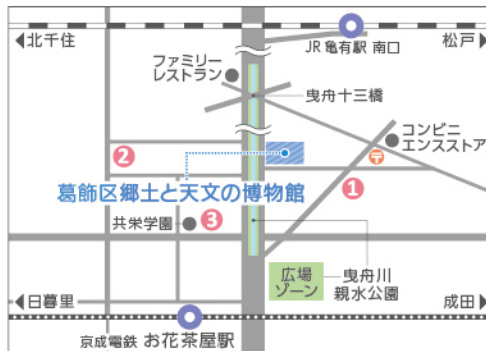 北千住
JR 亀有駅 南口
松戸
ファミリー
レストラン
曳舟十三橋
コンビニ
エンスストア
〒
2
1
葛飾区郷土と天文の博物館
共栄学園
3
広場
ゾーン
曳舟川
親水公園
日暮里
成田
京成電鉄 お花茶屋駅